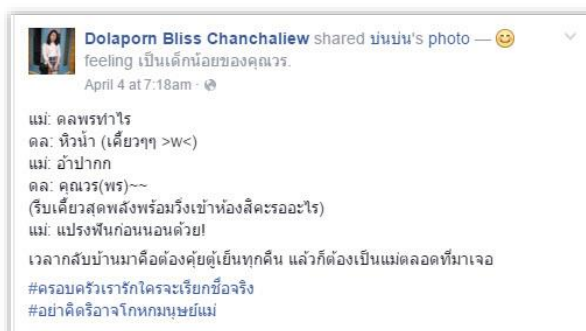 Dolaporn Bliss Chanchaliew shared บ่นบ่น's photo —
feeling เป็นเด็กน้อยของคุณวร.
April 4 at 7:18am ·
แม่: ดลพรทำไร
ดล: หิวน้ำ (เคี้ยวๆๆ >w<)
แม่: อ้าปากก
ดล: คุณวร(พร)~~
(รีบเคี้ยวสุดพลังพร้อมวิ่งเข้าห้องสิคะรออะไร)
แม่: แปรงฟันก่อนนอนด้วย!
เวลากลับบ้านมาคือต้องคุ้ยตู้เย็นทุกคืน แล้วก็ต้องเป็นแม่ตลอดที่มาเจอ
#ครอบครัวเรารักใครจะเรียกชื่อจริง
#อย่าคิดริอาจโกหกมนุษย์แม่